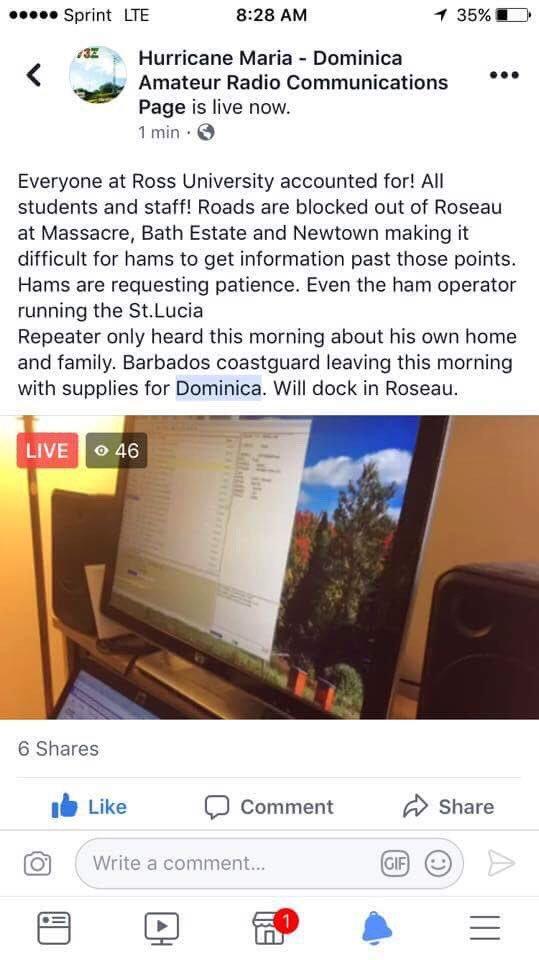 Sprint LTE 8:28 AM 35%
Hurricane Maria - Dominica
Amateur Radio Communications
Page is live now.
1 min ·
Everyone at Ross University accounted for! All
students and staff! Roads are blocked out of Roseau
at Massacre, Bath Estate and Newtown making it
difficult for hams to get information past those points.
Hams are requesting patience. Even the ham operator
running the St.Lucia
Repeater only heard this morning about his own home
and family. Barbados coastguard leaving this morning
with supplies for Dominica. Will dock in Roseau.
LIVE 46
6 Shares
Like Comment Share
Write a comment... GIF
1